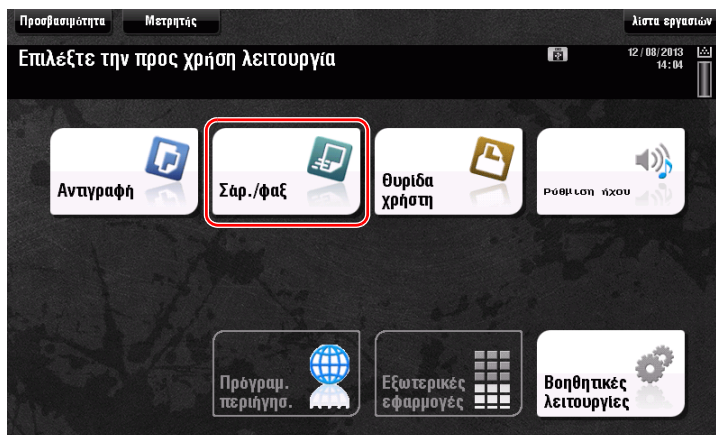 Προσβασιμότητα
Μετρητής
λίστα εργασιών
Επιλέξτε την προς χρήση λειτουργία
12/08/2013
14:04
Αντιγραφή
Σάρ./φαξ
Θυρίδα
χρήστη
Ρύθμιση ήχου
Πρόγραμ.
περιήγησ.
Εξωτερικές
εφαρμογές
Βοηθητικές
λειτουργίες